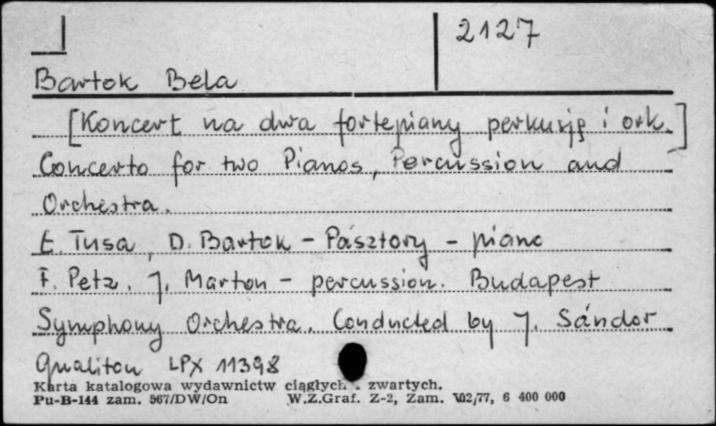 2127
Bartok Bela
[Koncert na dwa fortepiany perkusję i ork.]
Concerto for two Pianos, Percussion and
Orchestra.
E. Tusa, D. Bartok - Pásztory - piano
F. Petz, J. Marton - percussion. Budapest
Symphony Orchestra. Conducted by J. Sándor
Qualiton LPX 11398
Karta katalogowa wydawnictw ciągłych zwartych.
Pu-B-144 zam. 567/DW/On W.Z.Graf. Z-2, Zam. 702/77, 6 400 000